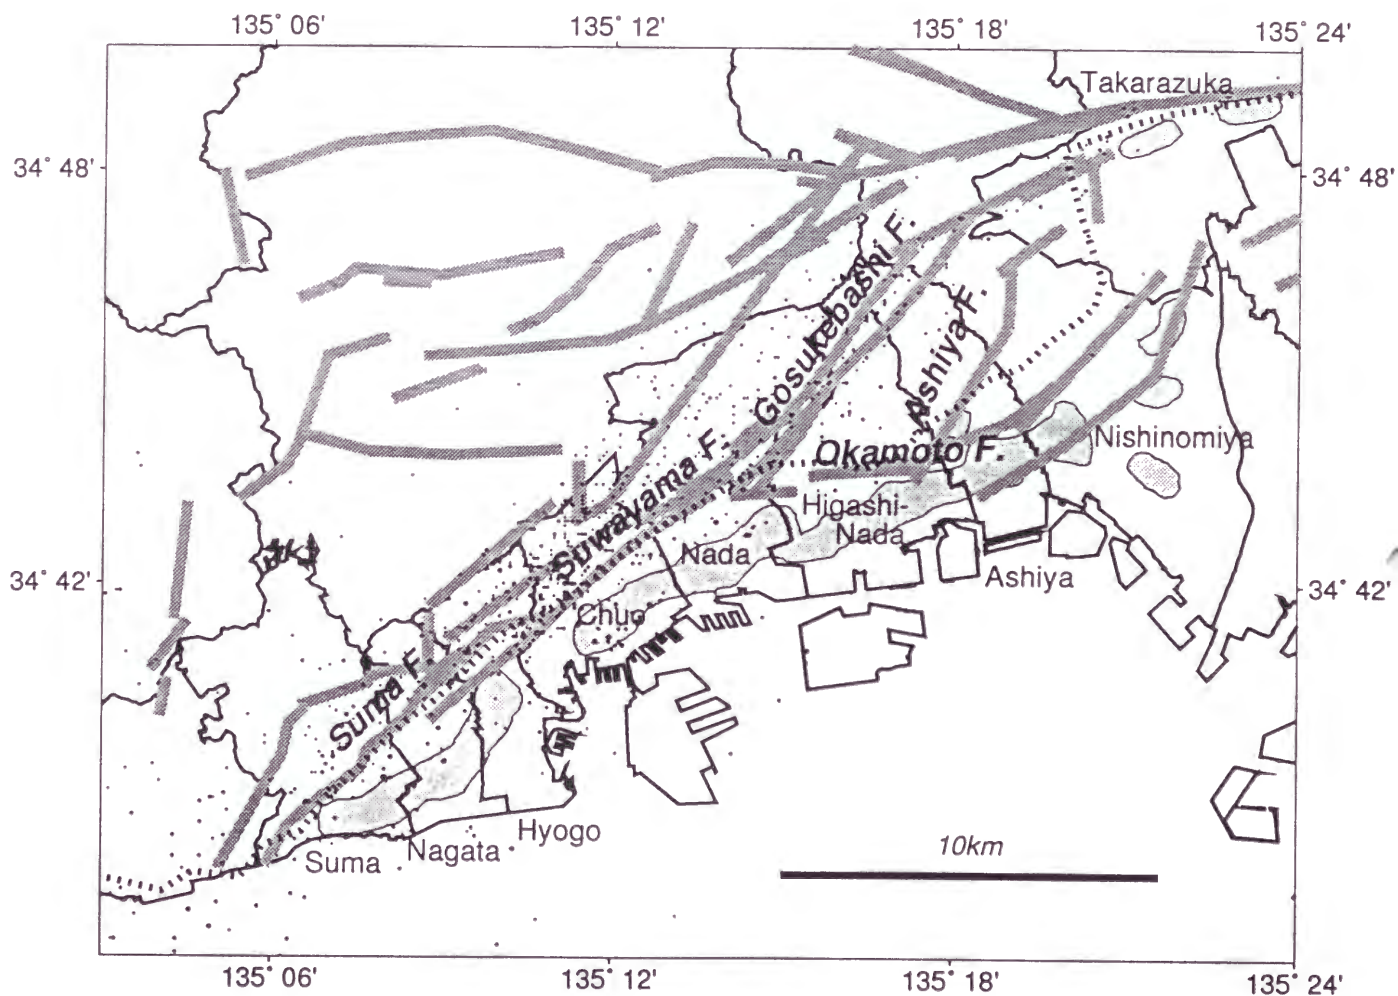 135° 06'
135° 12'
135° 18'
135° 24'
Takarazuka
34° 48'
34° 48'
Gosukebashi F.
Ashiya F.
Okamoto F.
Nishinomiya
Suwayama F.
Higashi-
Nada
Nada
34° 42'
Ashiya
34° 42'
Chuo
Suma F.
Hyogo
Nagata
Suma
10km
135° 06'
135° 12'
135° 18'
135° 24'